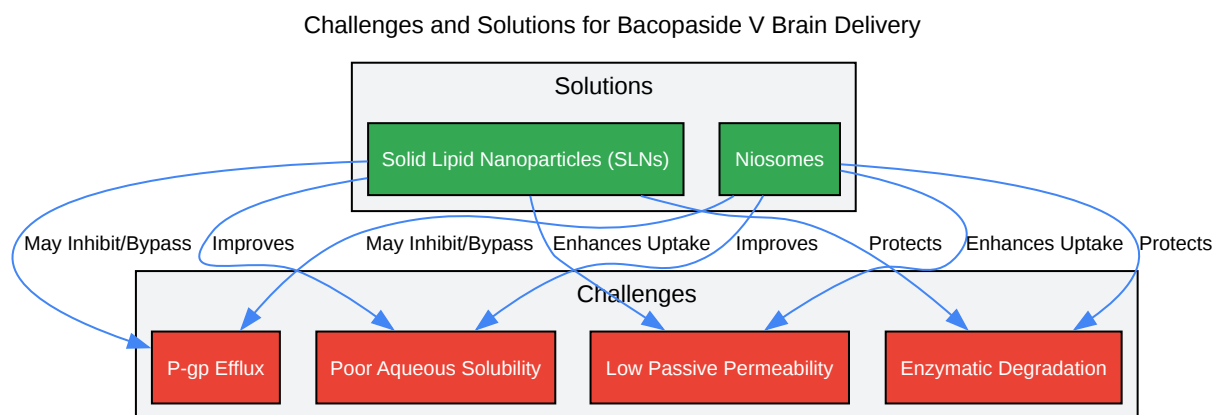 Challenges and Solutions for Bacopaside V Brain Delivery
Solutions
Solid Lipid Nanoparticles (SLNs)
Niosomes
May Inhibit/Bypass
Improves
May Inhibit/Bypass
Enhances Uptake
Improves
Protects
Enhances Uptake
Protects
Challenges
P-gp Efflux
Poor Aqueous Solubility
Low Passive Permeability
Enzymatic Degradation